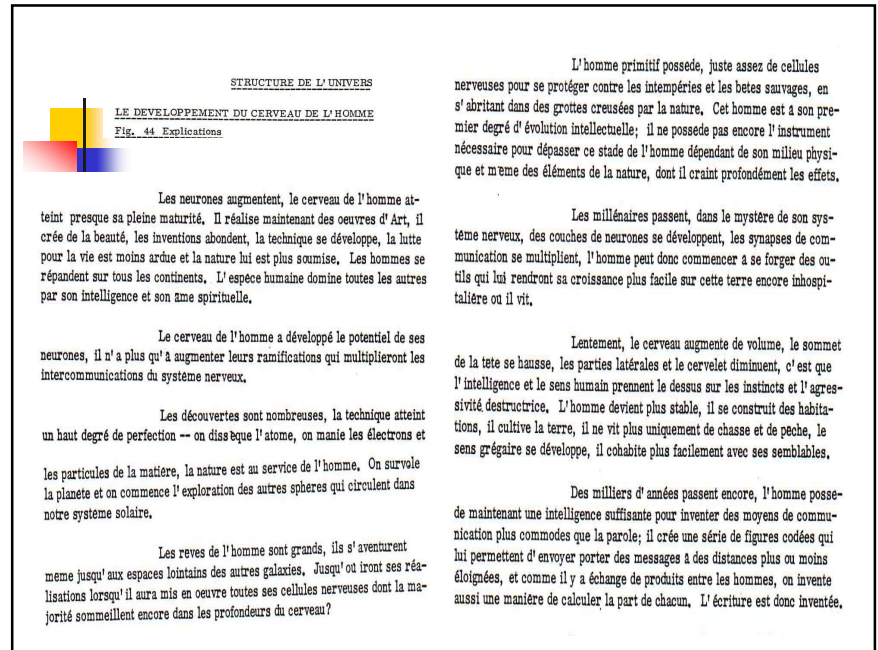 STRUCTURE DE L'UNIVERS
LE DEVELOPPEMENT DU CERVEAU DE L'HOMME
Fig. 44 Explications
Les neurones augmentent, le cerveau de l'homme at-
teint presque sa pleine maturité. Il réalise maintenant des oeuvres d'Art, il
crée de la beauté, les inventions abondent, la technique se développe, la lutte
pour la vie est moins ardue et la nature lui est plus soumise. Les hommes se
répandent sur tous les continents. L'espèce humaine domine toutes les autres
par son intelligence et son ame spirituelle.
Le cerveau de l'homme a développé le potentiel de ses
neurones, il n'a plus qu'à augmenter leurs ramifications qui multiplieront les
intercommunications du système nerveux.
Les découvertes sont nombreuses, la technique atteint
un haut degré de perfection -- on dissèque l'atome, on manie les électrons et
les particules de la matière, la nature est au service de l'homme. On survole
la planete et on commence l'exploration des autres spheres qui circulent dans
notre systeme solaire.
Les reves de l'homme sont grands, ils s'aventurent
meme jusqu'aux espaces lointains des autres galaxies. Jusqu'ou iront ses réa-
lisations lorsqu'il aura mis en oeuvre toutes ses cellules nerveuses dont la ma-
jorité sommeillent encore dans les profondeurs du cerveau?
L'homme primitif possede, juste assez de cellules
nerveuses pour se protéger contre les intempéries et les betes sauvages, en
s'abritant dans des grottes creusées par la nature. Cet homme est a son pre-
mier degré d'évolution intellectuelle; il ne possede pas encore l'instrument
nécessaire pour dépasser ce stade de l'homme dépendant de son milieu physi-
que et meme des éléments de la nature, dont il craint profondément les effets.
Les millénaires passent, dans le mystère de son sys-
tème nerveux, des couches de neurones se développent, les synapses de com-
munication se multiplient, l'homme peut donc commencer a se forger des ou-
tils qui lui rendront sa croissance plus facile sur cette terre encore inhospi-
talière ou il vit.
Lentement, le cerveau augmente de volume, le sommet
de la tete se hausse, les parties latérales et le cervelet diminuent, c'est que
l'intelligence et le sens humain prennent le dessus sur les instincts et l'agres-
sivité destructrice. L'homme devient plus stable, il se construit des habita-
tions, il cultive la terre, il ne vit plus uniquement de chasse et de peche, le
sens grégaire se développe, il cohabite plus facilement avec ses semblables.
Des milliers d'années passent encore, l'homme posse-
de maintenant une intelligence suffisante pour inventer des moyens de commu-
nication plus commodes que la parole; il crée une série de figures codées qui
lui permettent d'envoyer porter des messages à des distances plus ou moins
éloignées, et comme il y a échange de produits entre les hommes, on invente
aussi une manière de calculer la part de chacun. L'écriture est donc inventée.